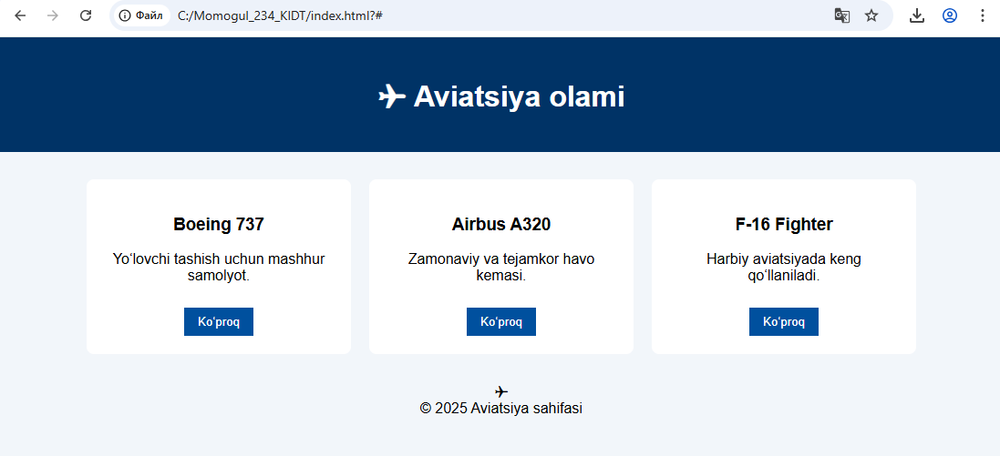 Файл C:/Momogul_234_KIDT/index.html?#
✈ Aviatsiya olami
Boeing 737
Yo‘lovchi tashish uchun mashhur
samolyot.
Ko‘proq
Airbus A320
Zamonaviy va tejamkor havo
kemasi.
Ko‘proq
F-16 Fighter
Harbiy aviatsiyada keng
qo‘llaniladi.
Ko‘proq
✈
© 2025 Aviatsiya sahifasi